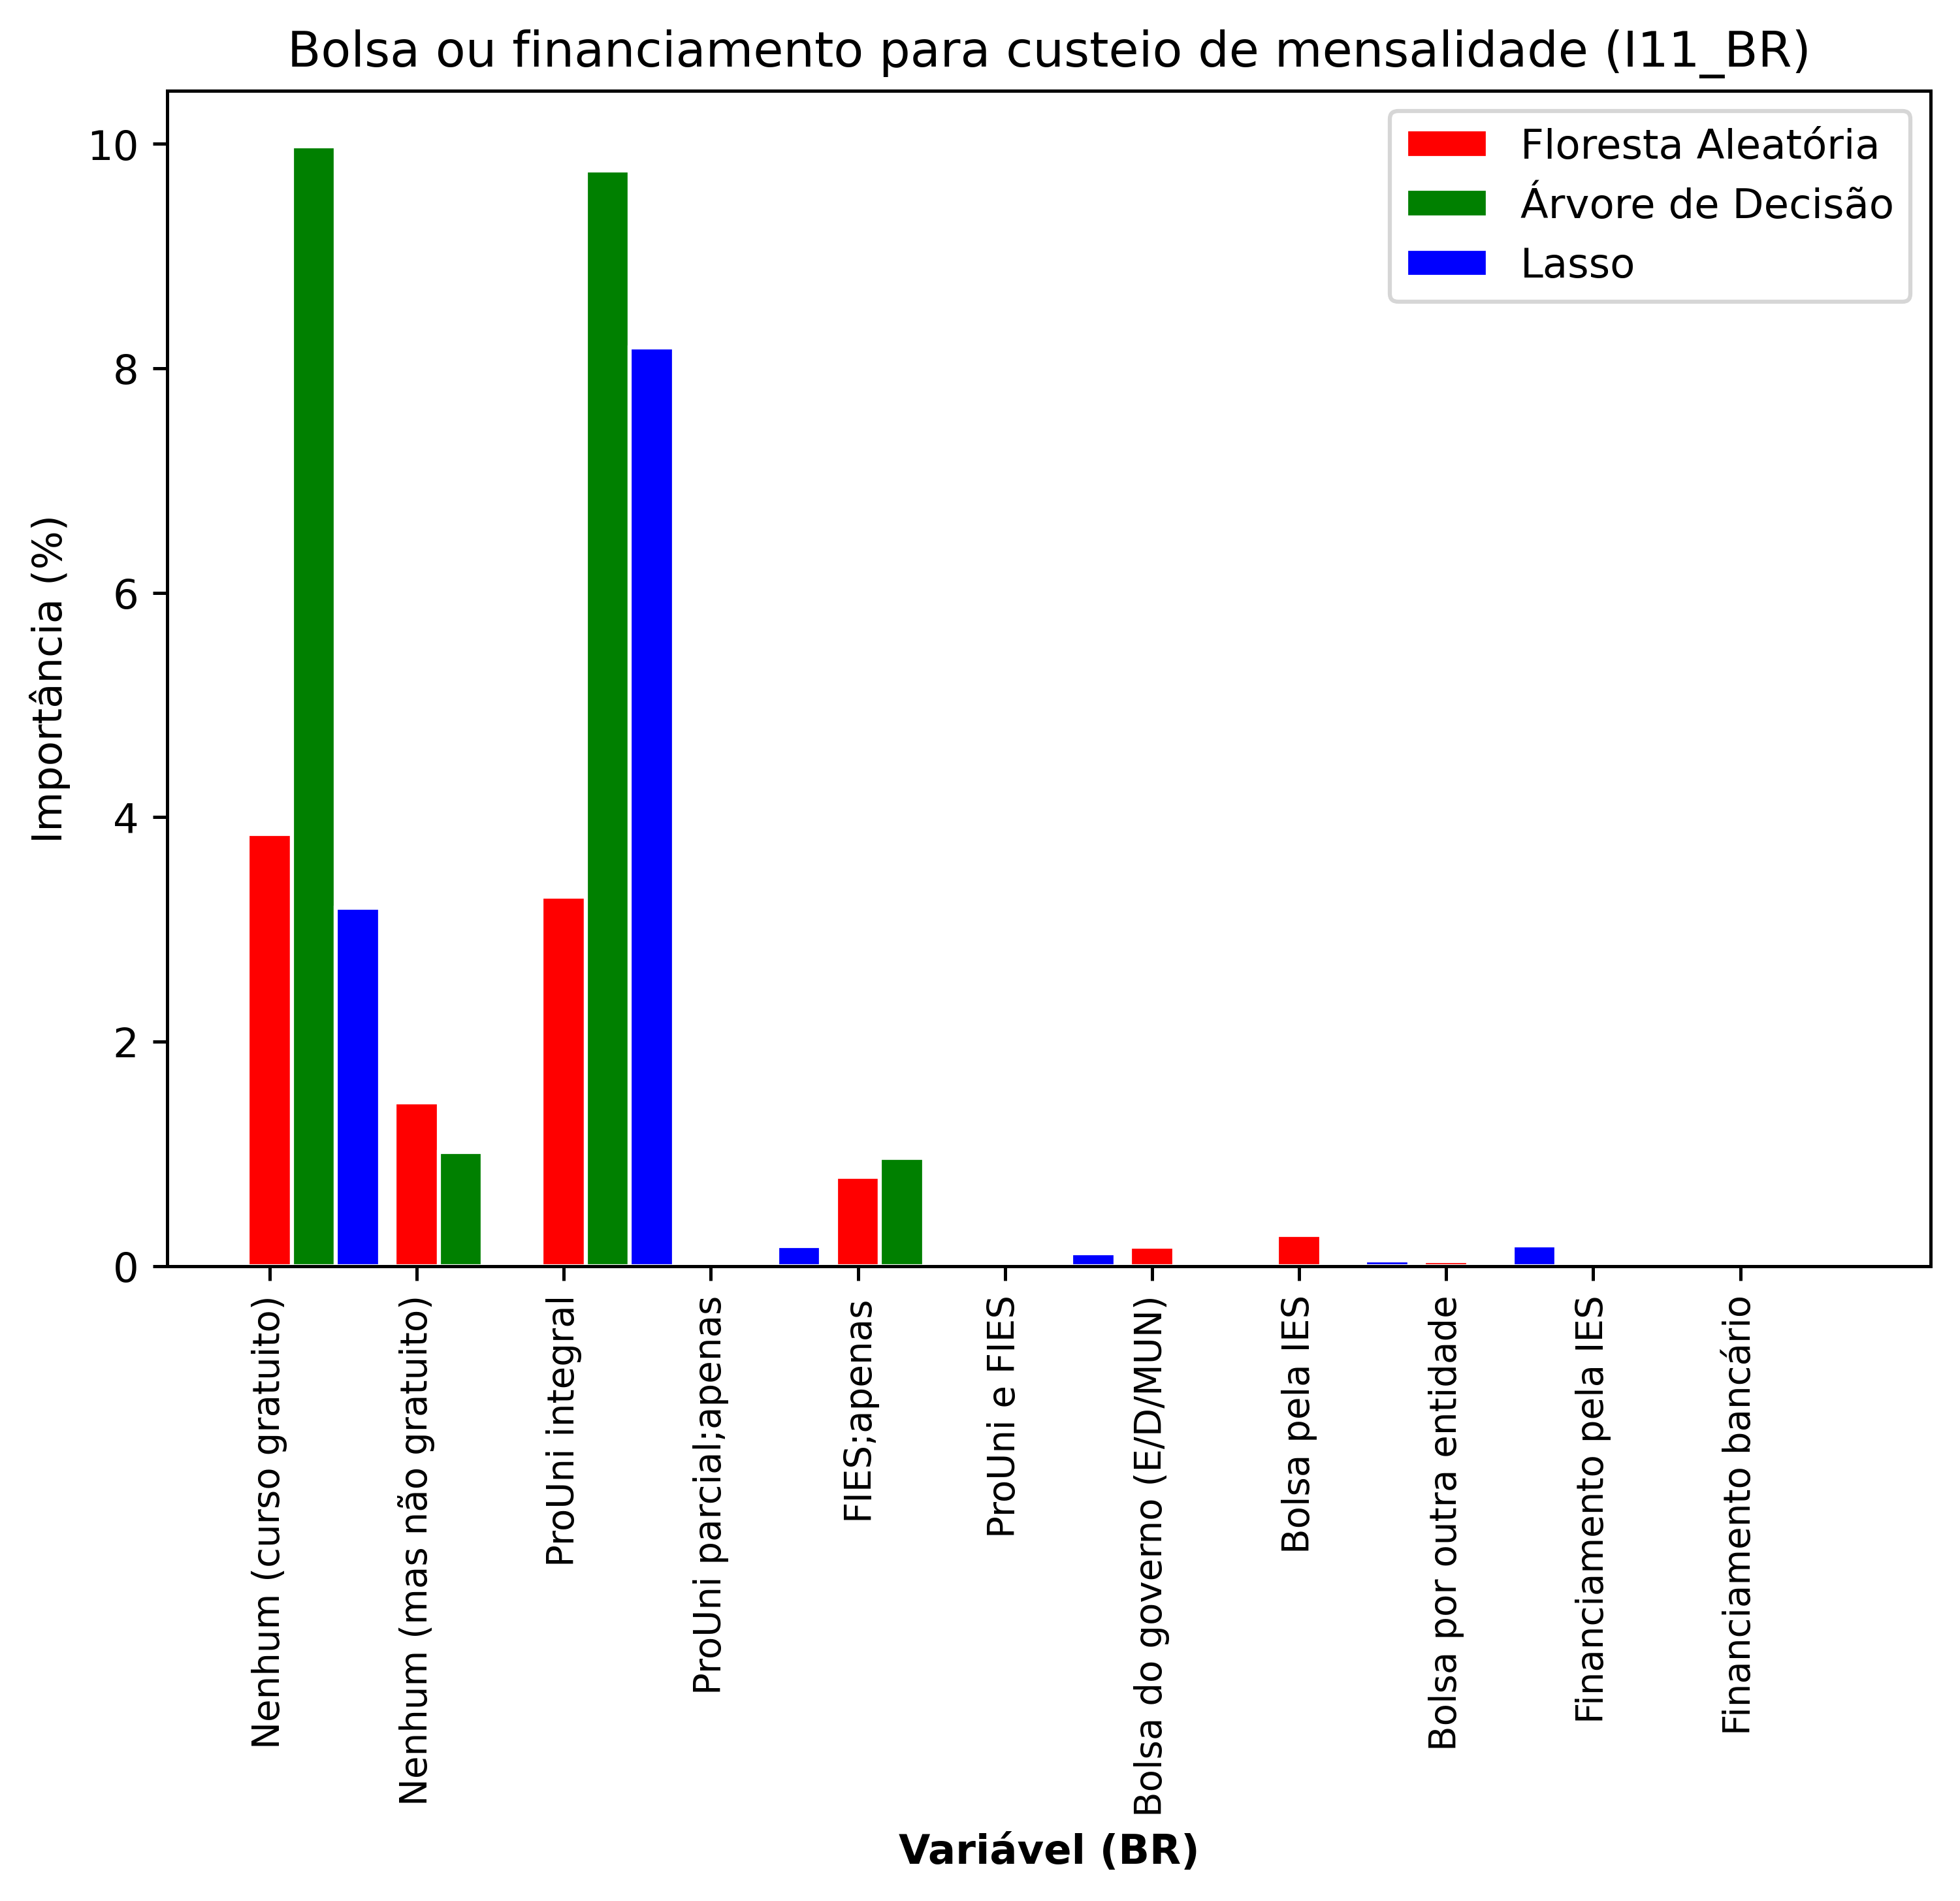 Bolsa ou financiamento para custeio de mensalidade (I11_BR)
Floresta Aleatória
Árvore de Decisão
Lasso
Importância (%)
10
8
6
4
2
0
Nenhum (curso gratuito)
Nenhum (mas não gratuito)
ProUni integral
ProUni parcial;apenas
FIES;apenas
ProUni e FIES
Bolsa do governo (E/D/MUN)
Bolsa pela IES
Bolsa por outra entidade
Financiamento pela IES
Financiamento bancário
Variável (BR)